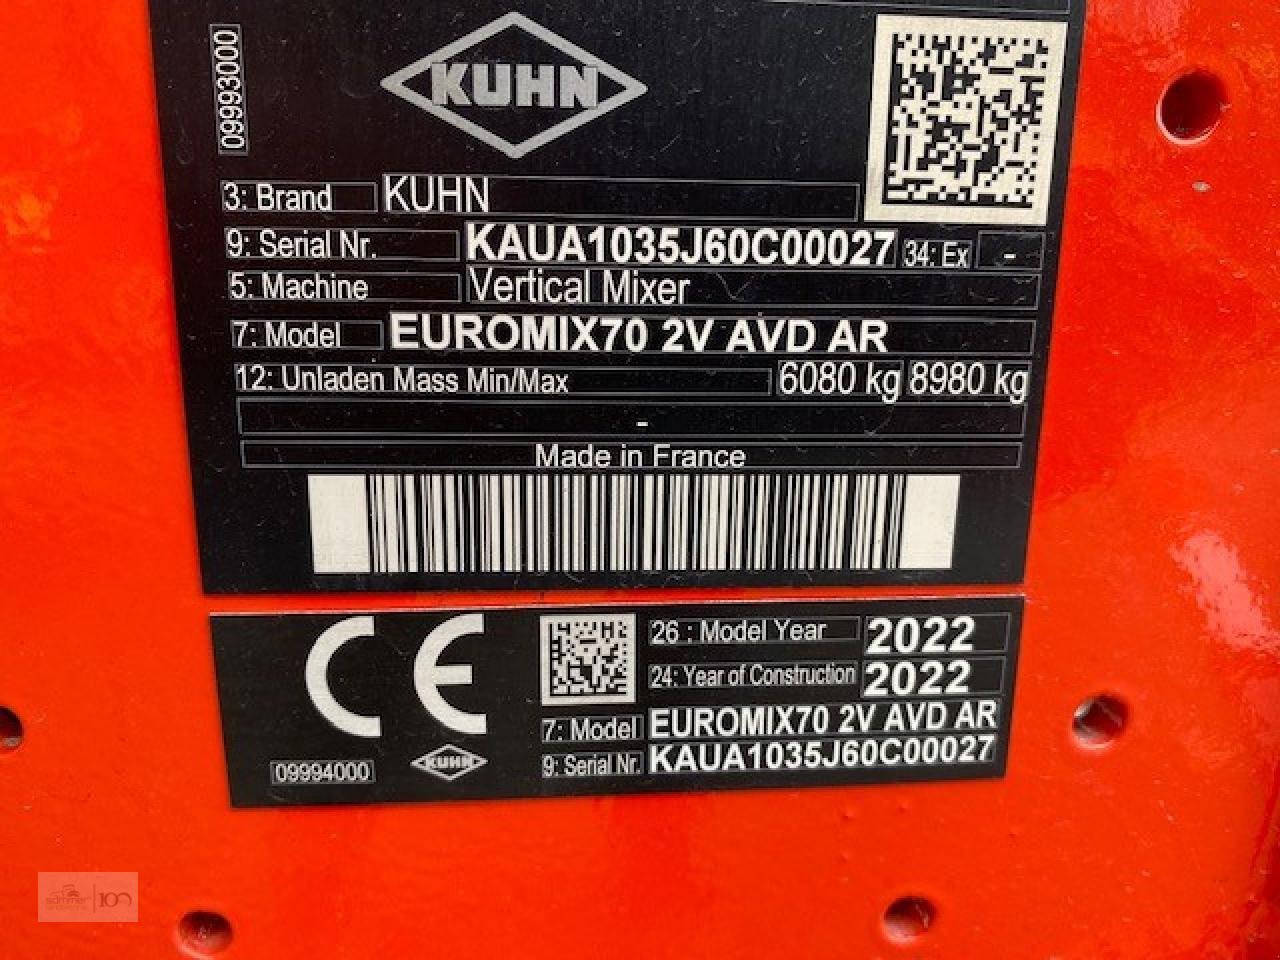 09993000
KUHN
3: Brand KUHN
9: Serial Nr. KAUA1035J60C00027 34: Ex -
5: Machine Vertical Mixer
7: Model EUROMIX70 2V AVD AR
12: Unladen Mass Min/Max 6080 kg 8980 kg
-
Made in France
CE
26 : Model Year 2022
24: Year of Construction 2022
7: Model EUROMIX70 2V AVD AR
9: Serial Nr. KAUA1035J60C00027
09994000 KUHN
sommer 100